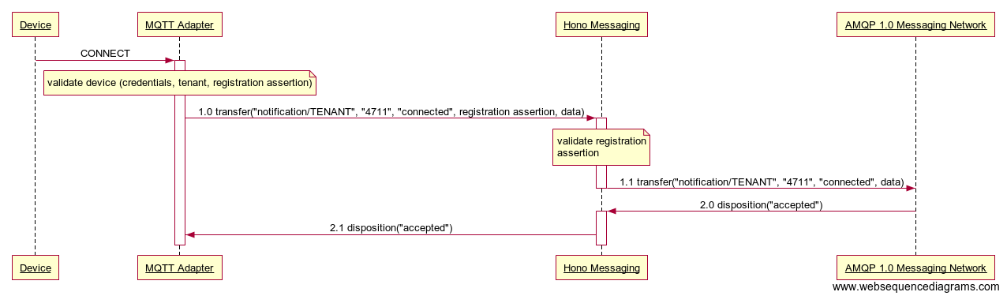 Device
MQTT Adapter
Hono Messaging
AMQP 1.0 Messaging Network
CONNECT
validate device (credentials, tenant, registration assertion)
1.0 transfer("notification/TENANT", "4711", "connected", registration assertion, data)
validate registration
assertion
1.1 transfer("notification/TENANT", "4711", "connected", data)
2.0 disposition("accepted")
2.1 disposition("accepted")
Device
MQTT Adapter
Hono Messaging
AMQP 1.0 Messaging Network
www.websequencediagrams.com